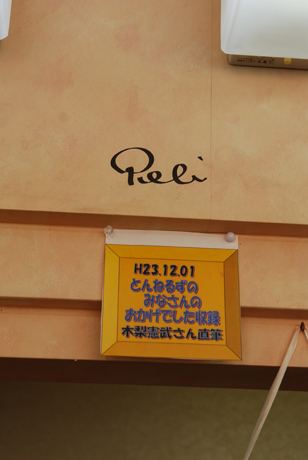 Deli
H23.12.01
とんねるずの
みなさんの
おかげでした収録
木梨憲武さん直筆